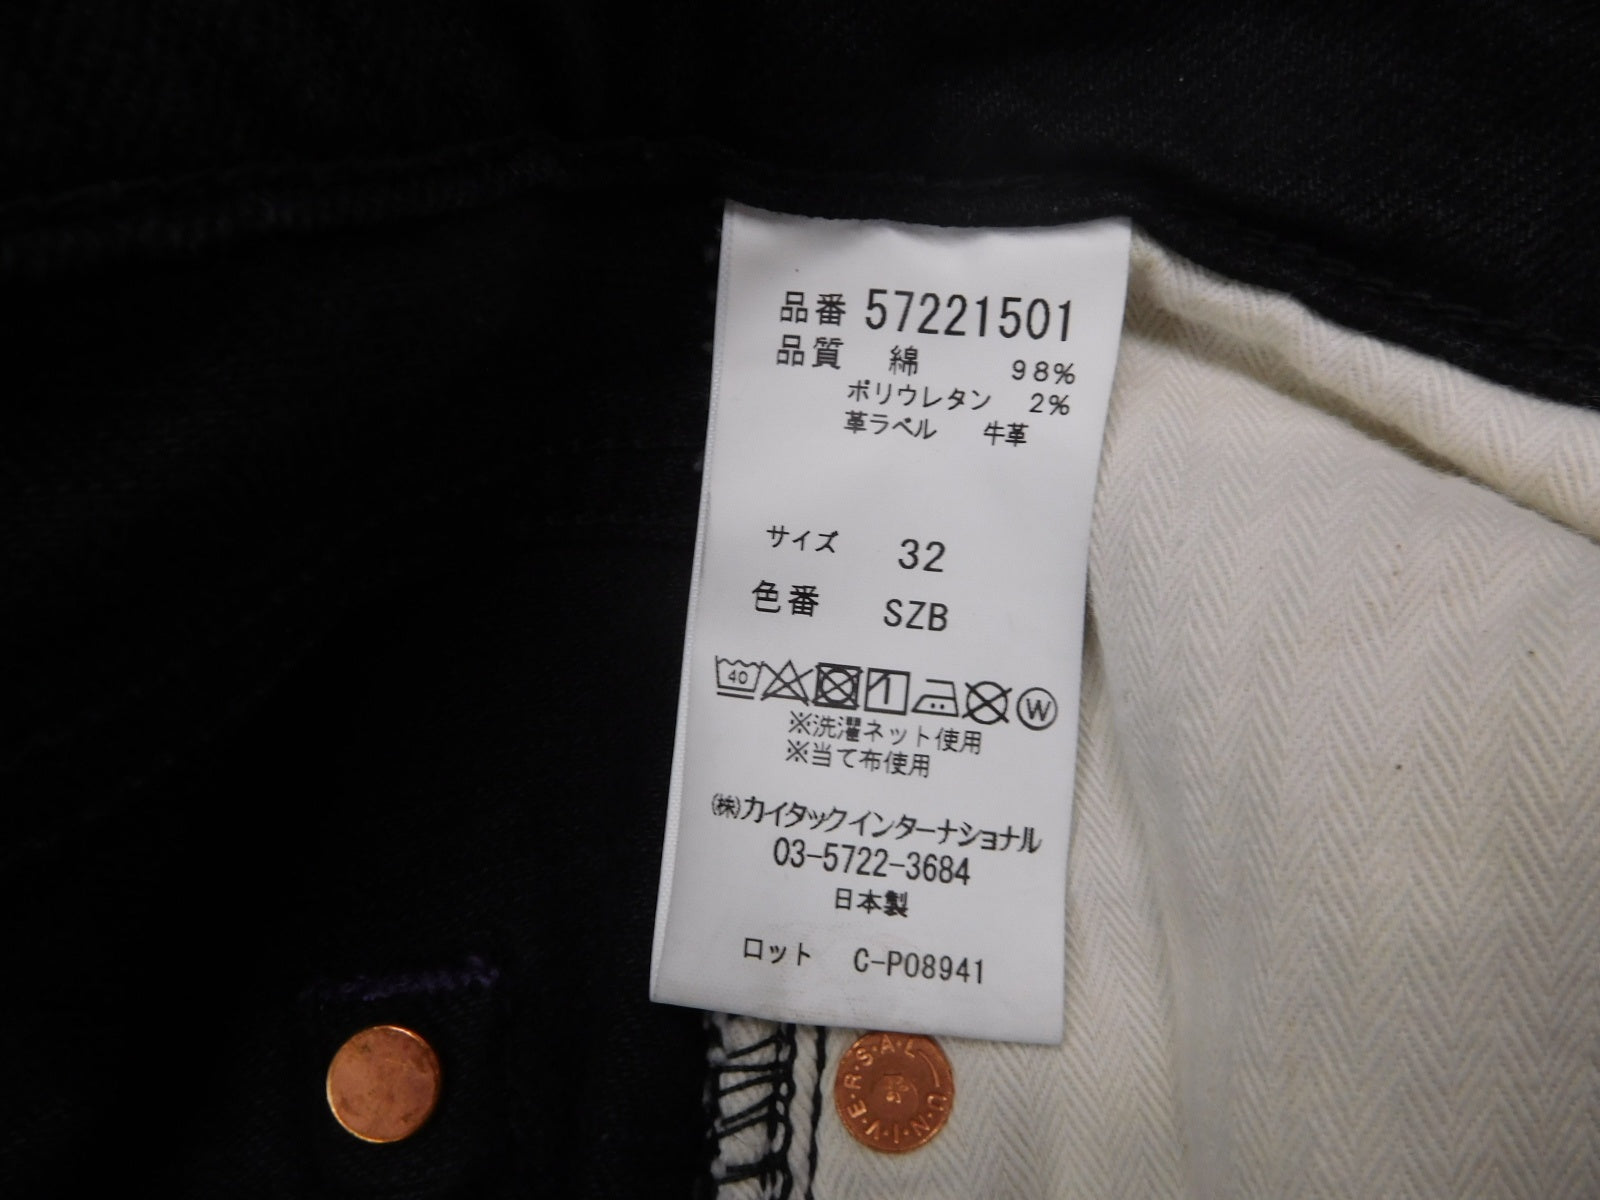 品番 57221501
品質 綿 98%
ポリウレタン 2%
革ラベル 牛革
サイズ 32
色番 SZB
40 W
※洗濯ネット使用
※当て布使用
㈱カイタックインターナショナル
03-5722-3684
日本製
ロット C-P08941
UNIVERSAL